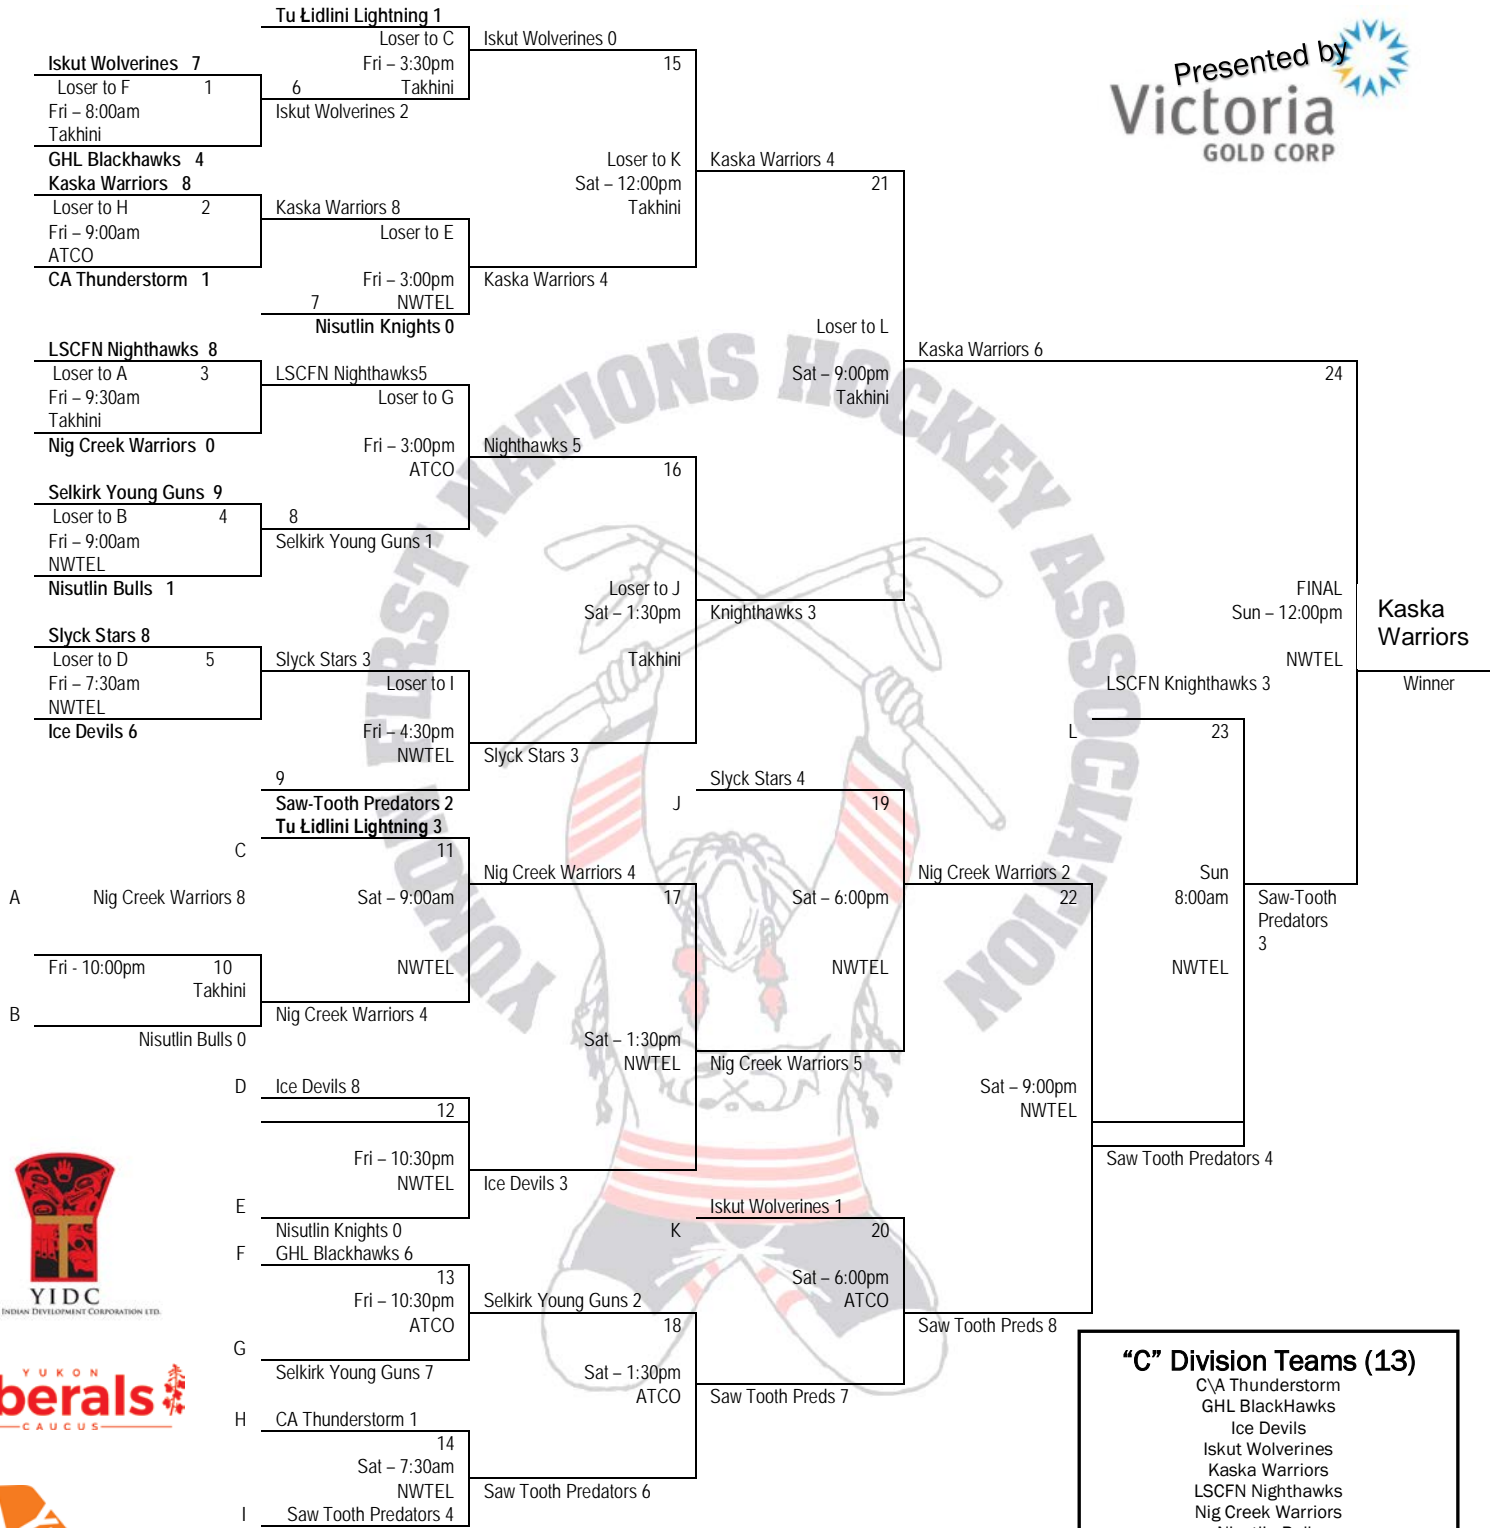 Tu Łidlini Lightning 1
Loser to C
Fri – 3:30pm
6 Takhini
Iskut Wolverines 2
Iskut Wolverines 0
15
Iskut Wolverines 7
Loser to F 1
Fri – 8:00am
Takhini
GHL Blackhawks 4
Kaska Warriors 8
Loser to H 2
Fri – 9:00am
ATCO
CA Thunderstorm 1
Kaska Warriors 8
Loser to E
Fri – 3:00pm
7 NWTEL
Nisutlin Knights 0
Kaska Warriors 4
Loser to K
Sat – 12:00pm
Takhini
Kaska Warriors 4
21
Presented by
Victoria
GOLD CORP
LSCFN Nighthawks 8
Loser to A 3
Fri – 9:30am
Takhini
Nig Creek Warriors 0
LSCFN Nighthawks5
Loser to G
Fri – 3:00pm
ATCO
8
Selkirk Young Guns 1
Selkirk Young Guns 9
Loser to B 4
Fri – 9:00am
NWTEL
Nisutlin Bulls 1
Nighthawks 5
16
Loser to J
Sat – 1:30pm
Takhini
Slyck Stars 8
Loser to D 5
Fri – 7:30am
NWTEL
Ice Devils 6
Slyck Stars 3
Loser to I
Fri – 4:30pm
NWTEL
9
Saw-Tooth Predators 2
Slyck Stars 3
Knighthawks 3
Loser to L
Sat – 9:00pm
Takhini
Kaska Warriors 6
24
FINAL
Sun – 12:00pm
NWTEL
Kaska
Warriors
Winner
YUKON FIRST NATIONS HOCKEY ASSOCIATION
LSCFN Knighthawks 3
L 23
Sun
8:00am
NWTEL
Saw-Tooth
Predators
3
Tu Łidlini Lightning 3
C 11
Sat – 9:00am
NWTEL
A Nig Creek Warriors 8
Fri - 10:00pm 10
Takhini
B
Nisutlin Bulls 0
Nig Creek Warriors 4
Nig Creek Warriors 4
17
Sat – 1:30pm
NWTEL
Slyck Stars 4
J 19
Sat – 6:00pm
NWTEL
Nig Creek Warriors 5
Nig Creek Warriors 2
22
Sat – 9:00pm
NWTEL
Saw Tooth Predators 4
D Ice Devils 8
12
Fri – 10:30pm
NWTEL
E
Nisutlin Knights 0
Ice Devils 3
F GHL Blackhawks 6
13
Fri – 10:30pm
ATCO
G
Selkirk Young Guns 7
Selkirk Young Guns 2
18
Sat – 1:30pm
ATCO
Iskut Wolverines 1
K 20
Sat – 6:00pm
ATCO
Saw Tooth Preds 7
Saw Tooth Preds 8
H CA Thunderstorm 1
14
Sat – 7:30am
NWTEL
I Saw Tooth Predators 4
Saw Tooth Predators 6
YIDC
INDIAN DEVELOPMENT CORPORATION LTD.
YUKON
berals
CAUCUS
“C” Division Teams (13)
C\A Thunderstorm
GHL BlackHawks
Ice Devils
Iskut Wolverines
Kaska Warriors
LSCFN Nighthawks
Nig Creek Warriors